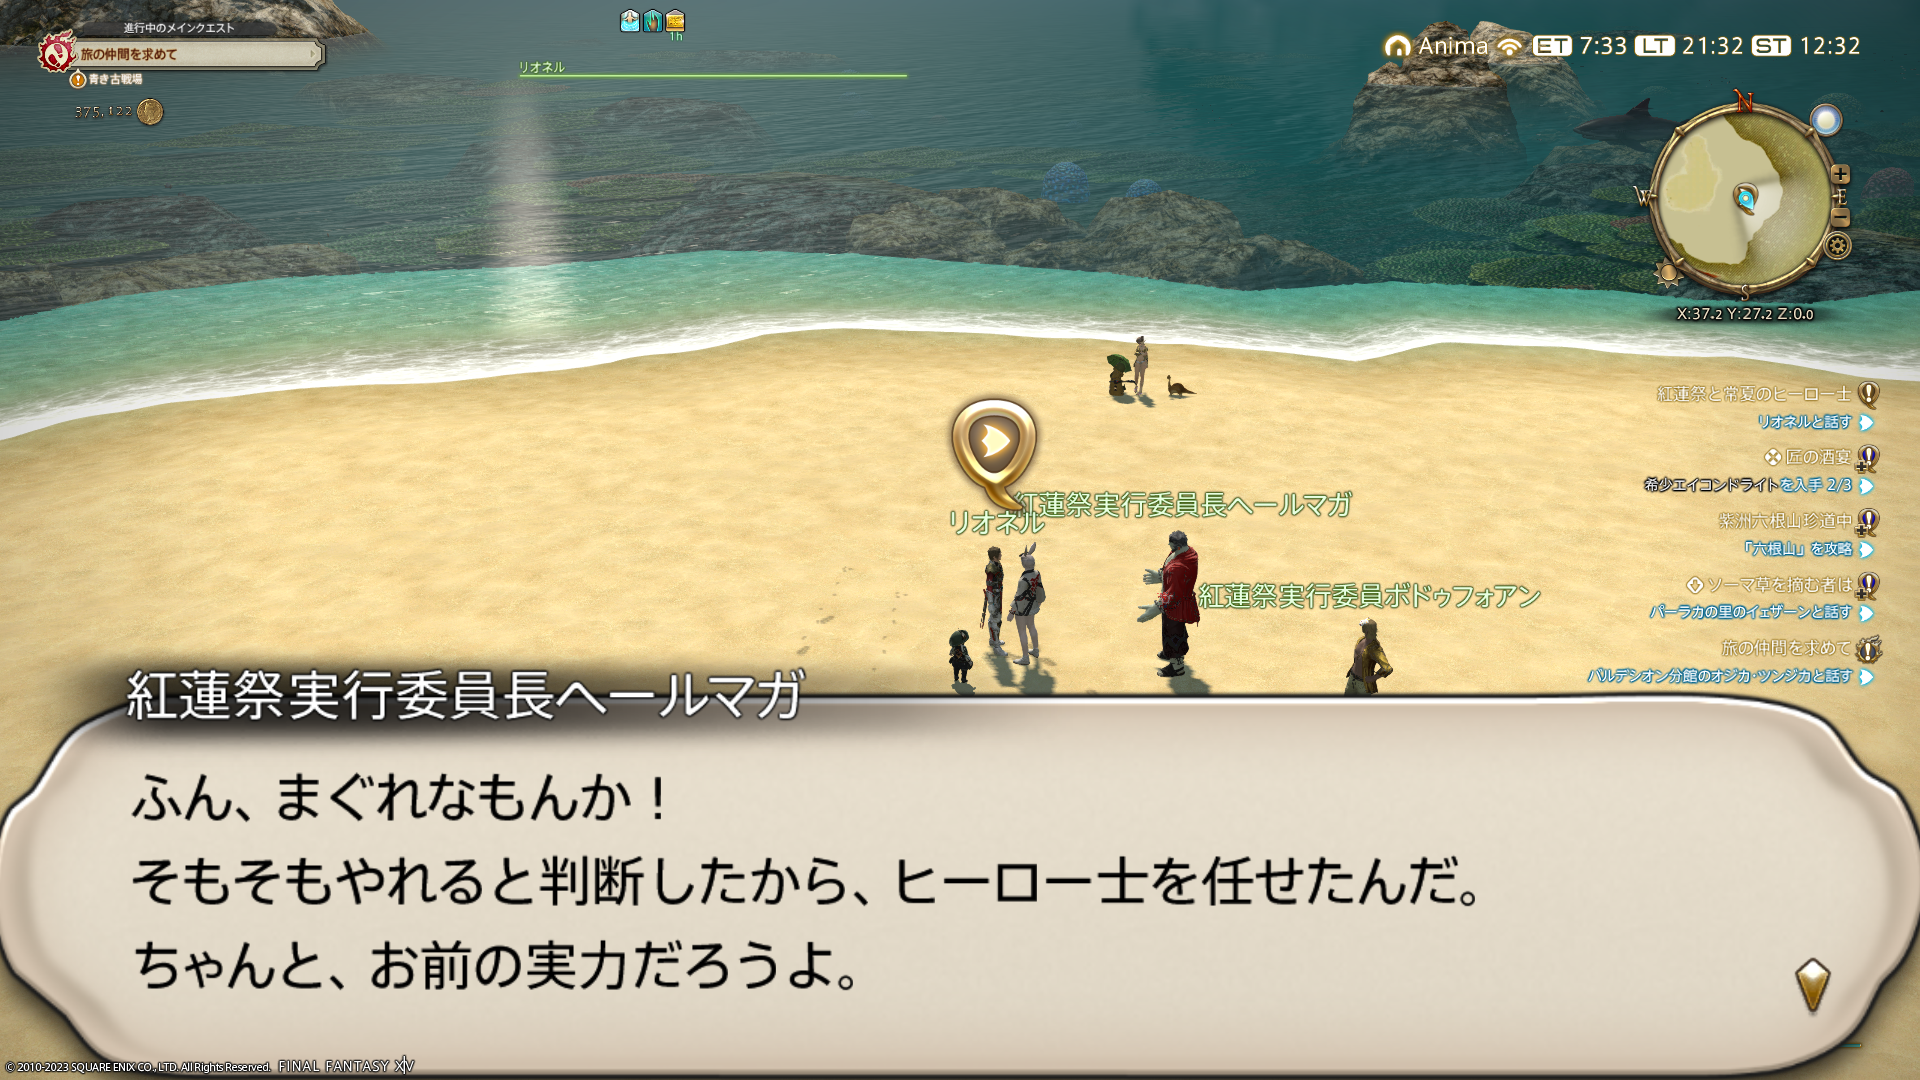 進行中のメインクエスト
旅の仲間を求めて
青き古戦場
375,122
1h
リオネル
Anima ET 7:33 LT 21:32 ST 12:32
N
W
E
S
X:37.2 Y:27.2 Z:0.0
紅蓮祭と常夏のヒーロー士
リオネルと話す
匠の酒宴
希少エイコンドライトを入手 2/3
紫洲六根山珍道中
「六根山」を攻略
ソーマ草を摘む者は
パーラカの里のイェザーンと話す
旅の仲間を求めて
バルデシオン分館のオジカ・ツンジカと話す
紅蓮祭実行委員長ヘールマガ
リオネル
紅蓮祭実行委員ボドゥフォアン
紅蓮祭実行委員長ヘールマガ
ふん、まぐれなもんか！
そもそもやれると判断したから、ヒーロー士を任せたんだ。
ちゃんと、お前の実力だろうよ。
© 2010-2023 SQUARE ENIX CO., LTD. All Rights Reserved. FINAL FANTASY XIV